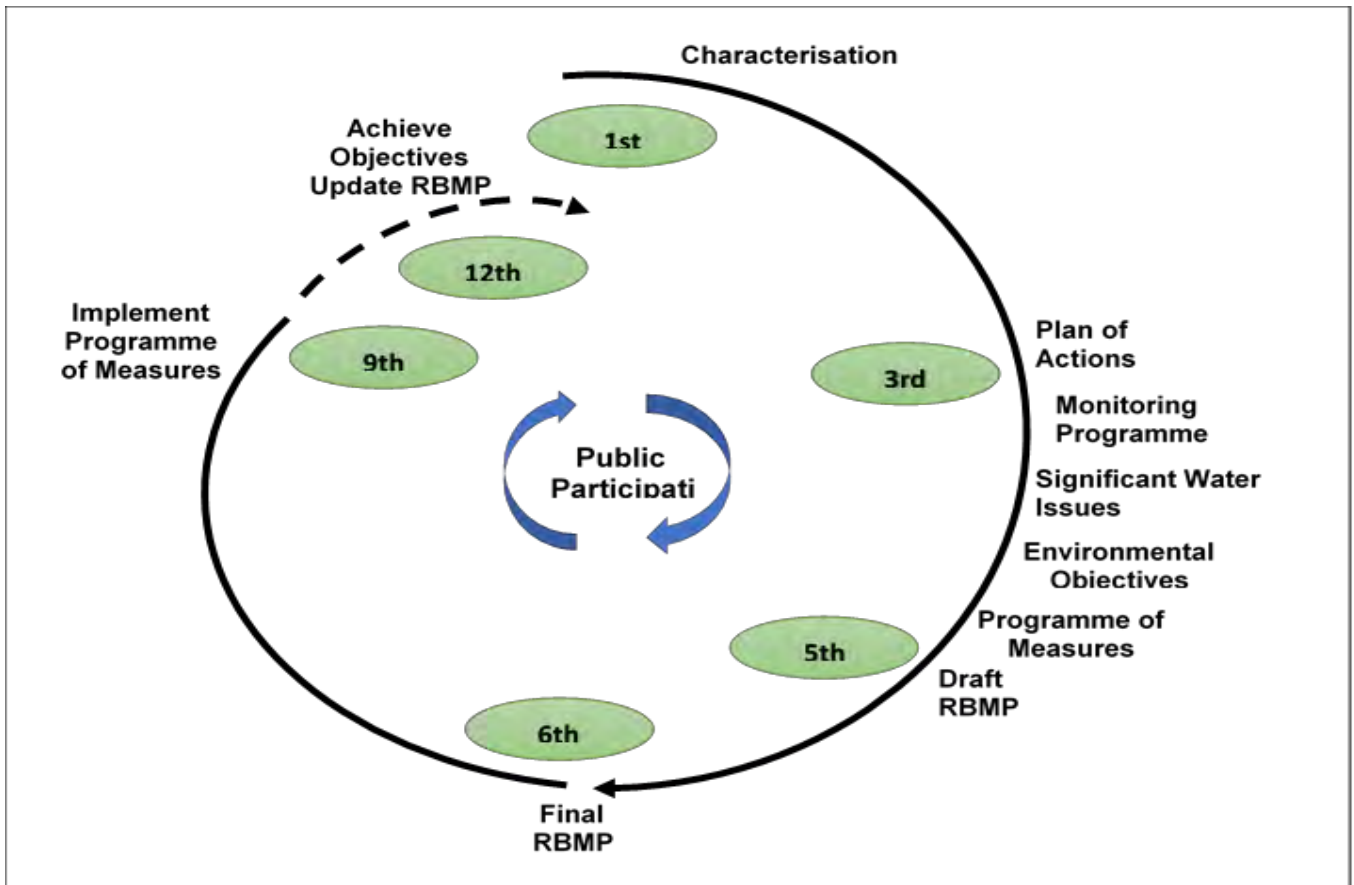 Characterisation
1st
Achieve
Objectives
Update RBMP
12th
Implement
Programme
of Measures
9th
Plan of
Actions
3rd
Monitoring
Programme
Public
Participati
Significant Water
Issues
Environmental
Objectives
Programme of
Measures
5th
Draft
RBMP
6th
Final
RBMP